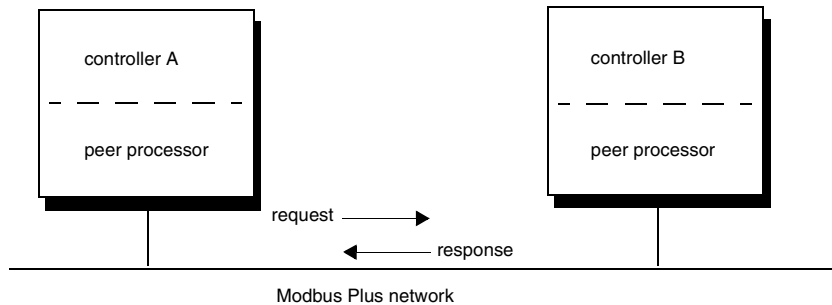 controller A
peer processor
controller B
peer processor
request
response
Modbus Plus network